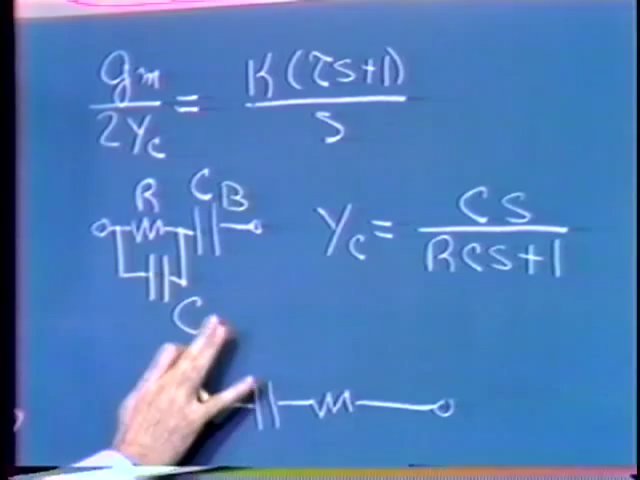 gm / 2Yc = K(τs+1) / s
R CB
Yc = Cs / RCs+1
C